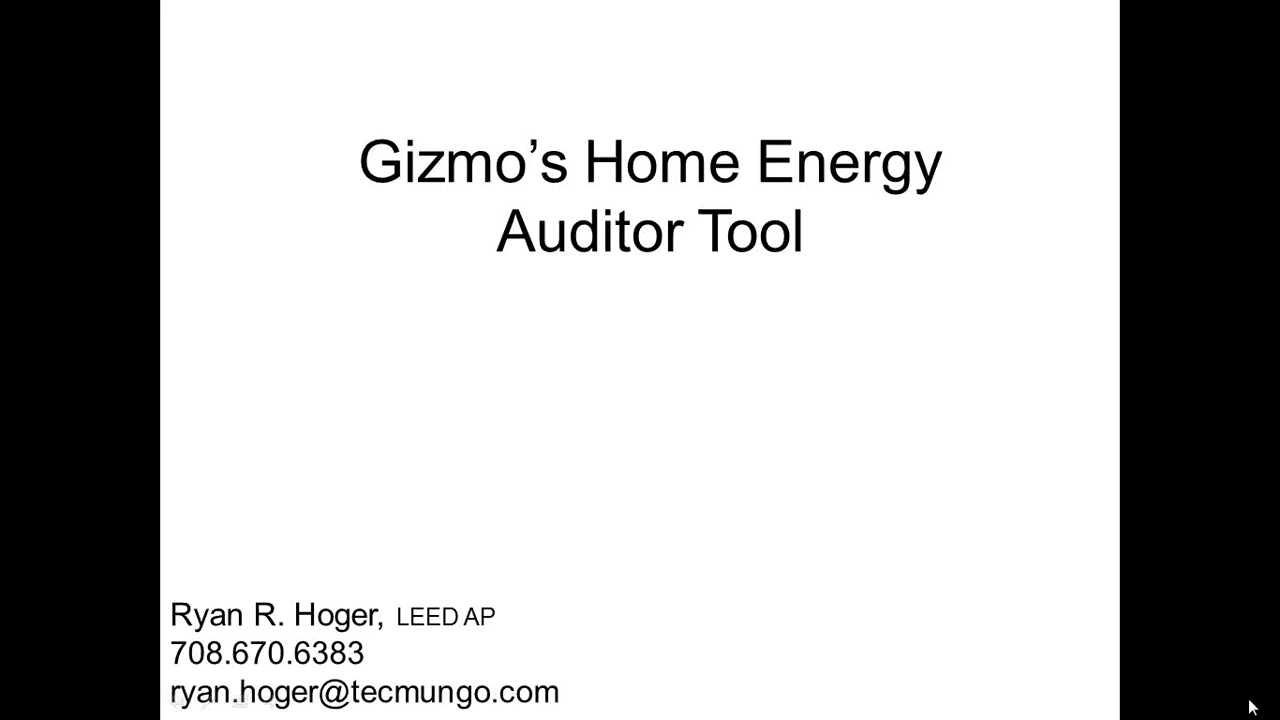 Gizmo’s Home Energy
Auditor Tool
Ryan R. Hoger, LEED AP
708.670.6383
ryan.hoger@tecmungo.com